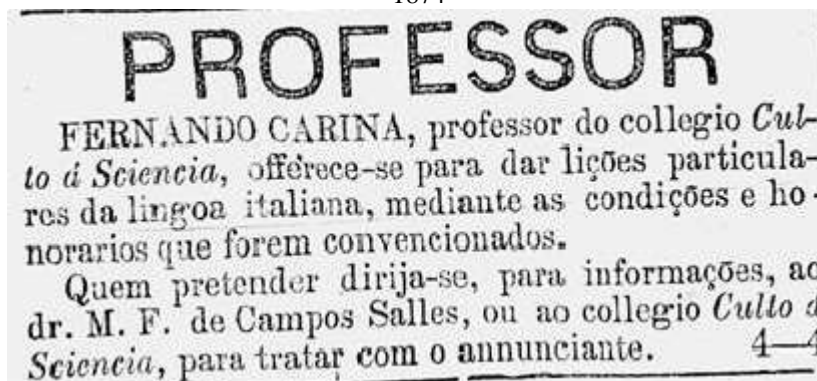 1874
PROFESSOR
FERNANDO CARINA, professor do collegio Cul-
to á Sciencia, offérece-se para dar lições particula-
res da lingoa italiana, mediante as condições e ho-
norarios que forem convencionados.
Quem pretender dirija-se, para informações, ao
dr. M. F. de Campos Salles, ou ao collegio Culto á
Sciencia, para tratar com o annunciante. 4—4